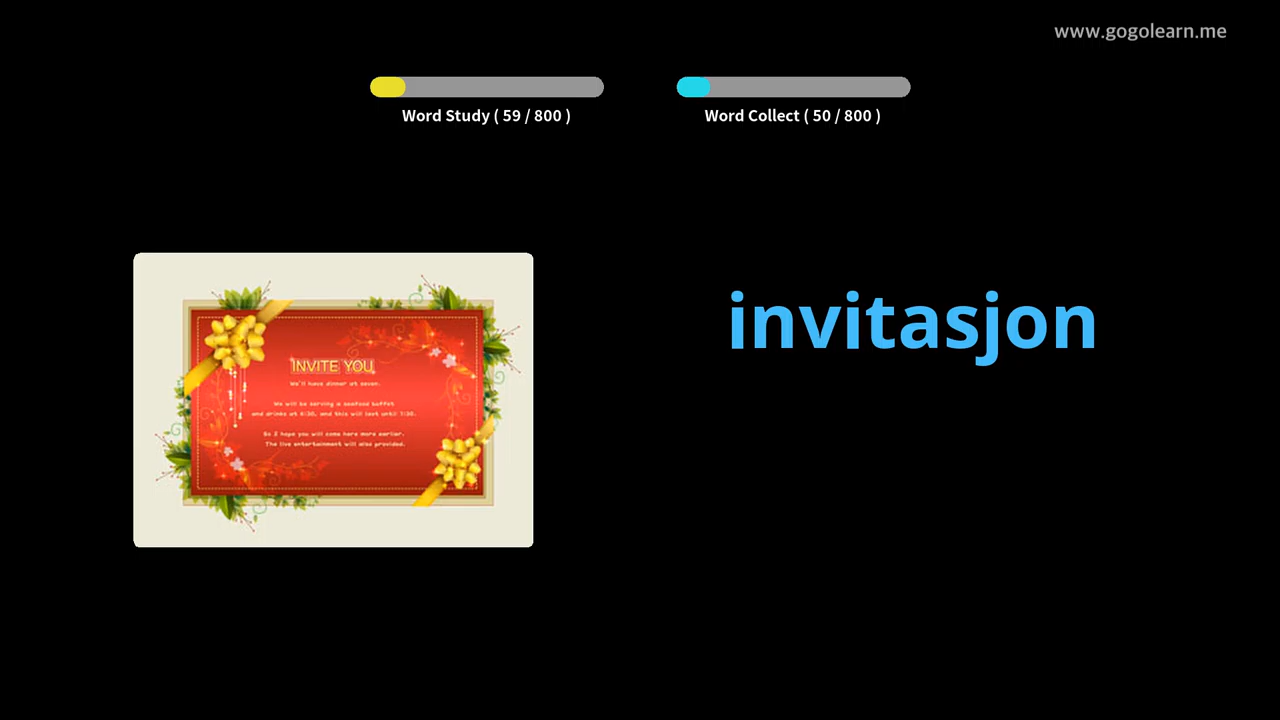 www.gogolearn.me
Word Study ( 59 / 800 )
Word Collect ( 50 / 800 )
invitasjon
INVITE YOU
We'll have dinner at seven.
We will be serving a seafood buffet
and drinks at 6:30, and this will last until 7:30.
So I hope you will come here more earlier.
The live entertainment will also provided.